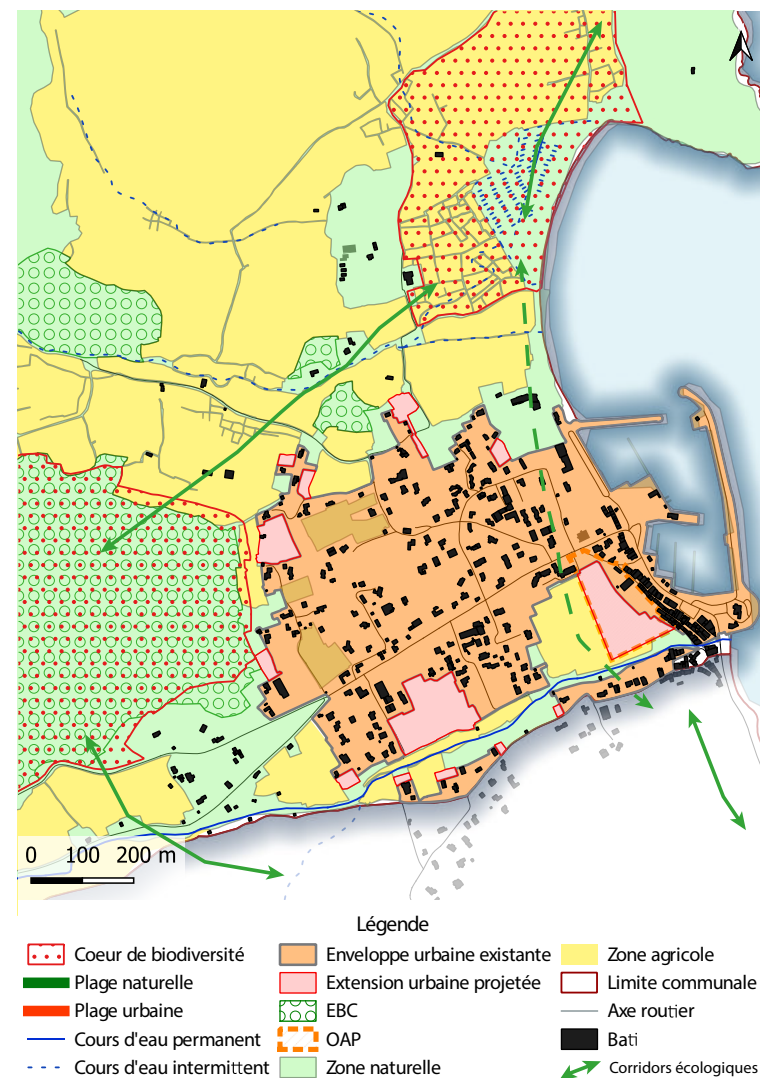 0 100 200 m
Légende
Coeur de biodiversité
Enveloppe urbaine existante
Zone agricole
Plage naturelle
Extension urbaine projetée
Limite communale
Plage urbaine
EBC
Axe routier
Cours d'eau permanent
OAP
Bati
Cours d'eau intermittent
Zone naturelle
Corridors écologiques